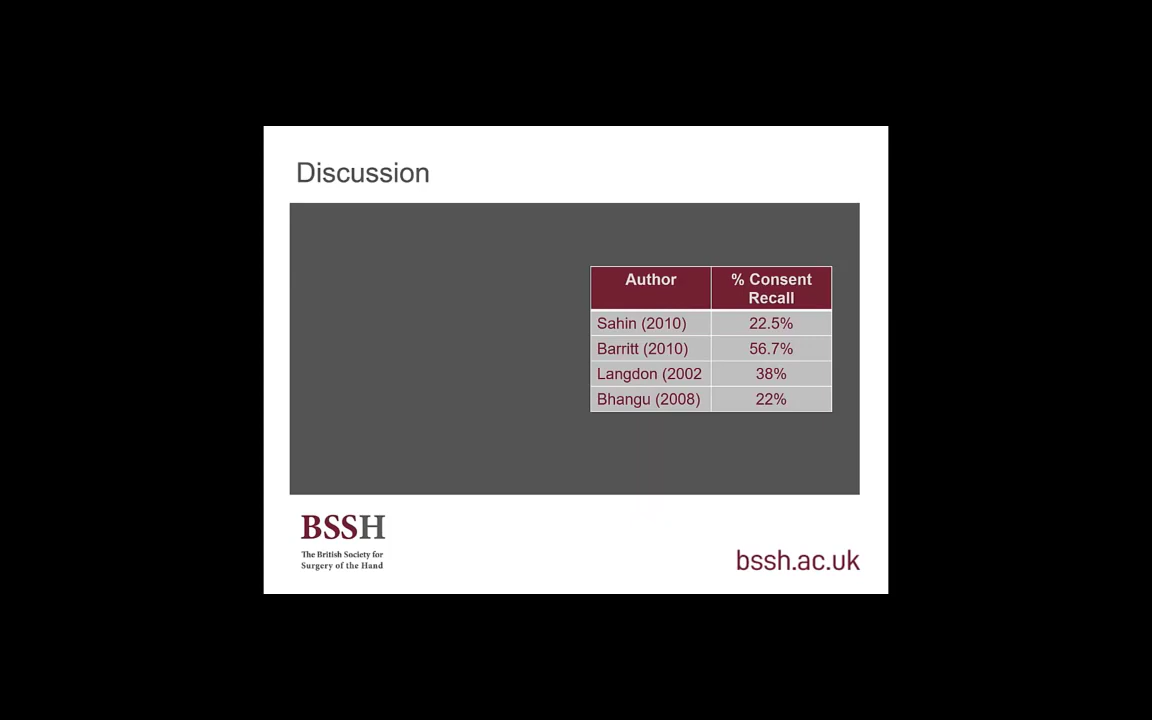 Discussion
Author % Consent
Recall
Sahin (2010) 22.5%
Barritt (2010) 56.7%
Langdon (2002 38%
Bhangu (2008) 22%
BSSH
The British Society for
Surgery of the Hand
bssh.ac.uk